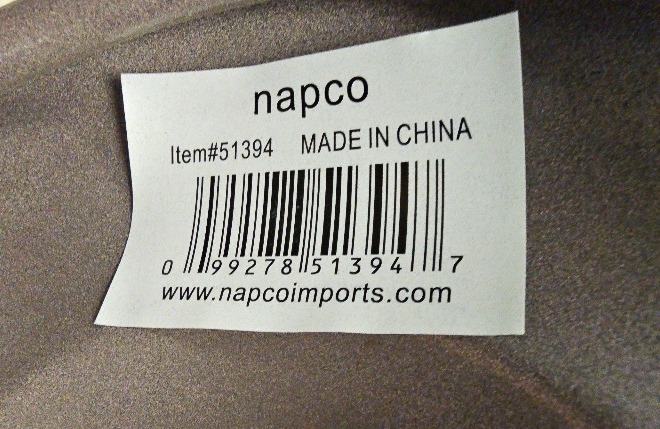 napco
Item#51394 MADE IN CHINA
0 99278 51394 7
www.napcoimports.com